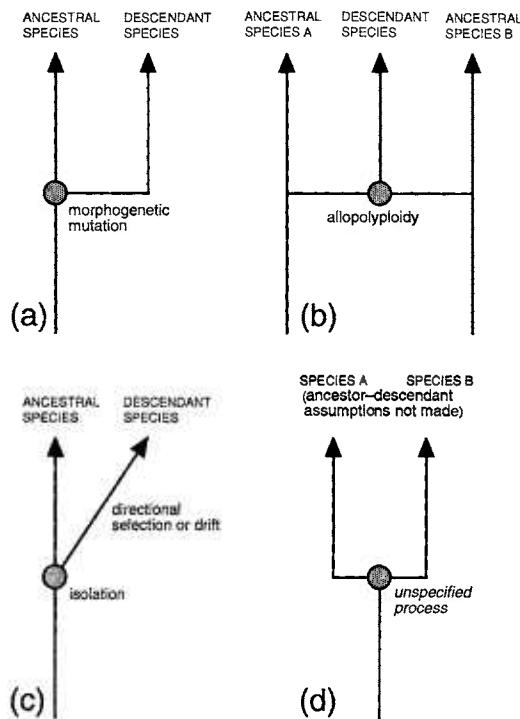 ANCESTRAL
SPECIES
DESCENDANT
SPECIES
morphogenetic
mutation
(a)
ANCESTRAL
SPECIES A
DESCENDANT
SPECIES
ANCESTRAL
SPECIES B
allopolyploidy
(b)
ANCESTRAL
SPECIES
DESCENDANT
SPECIES
directional
selection or drift
isolation
(c)
SPECIES A
SPECIES B
(ancestor–descendant
assumptions not made)
unspecified
process
(d)